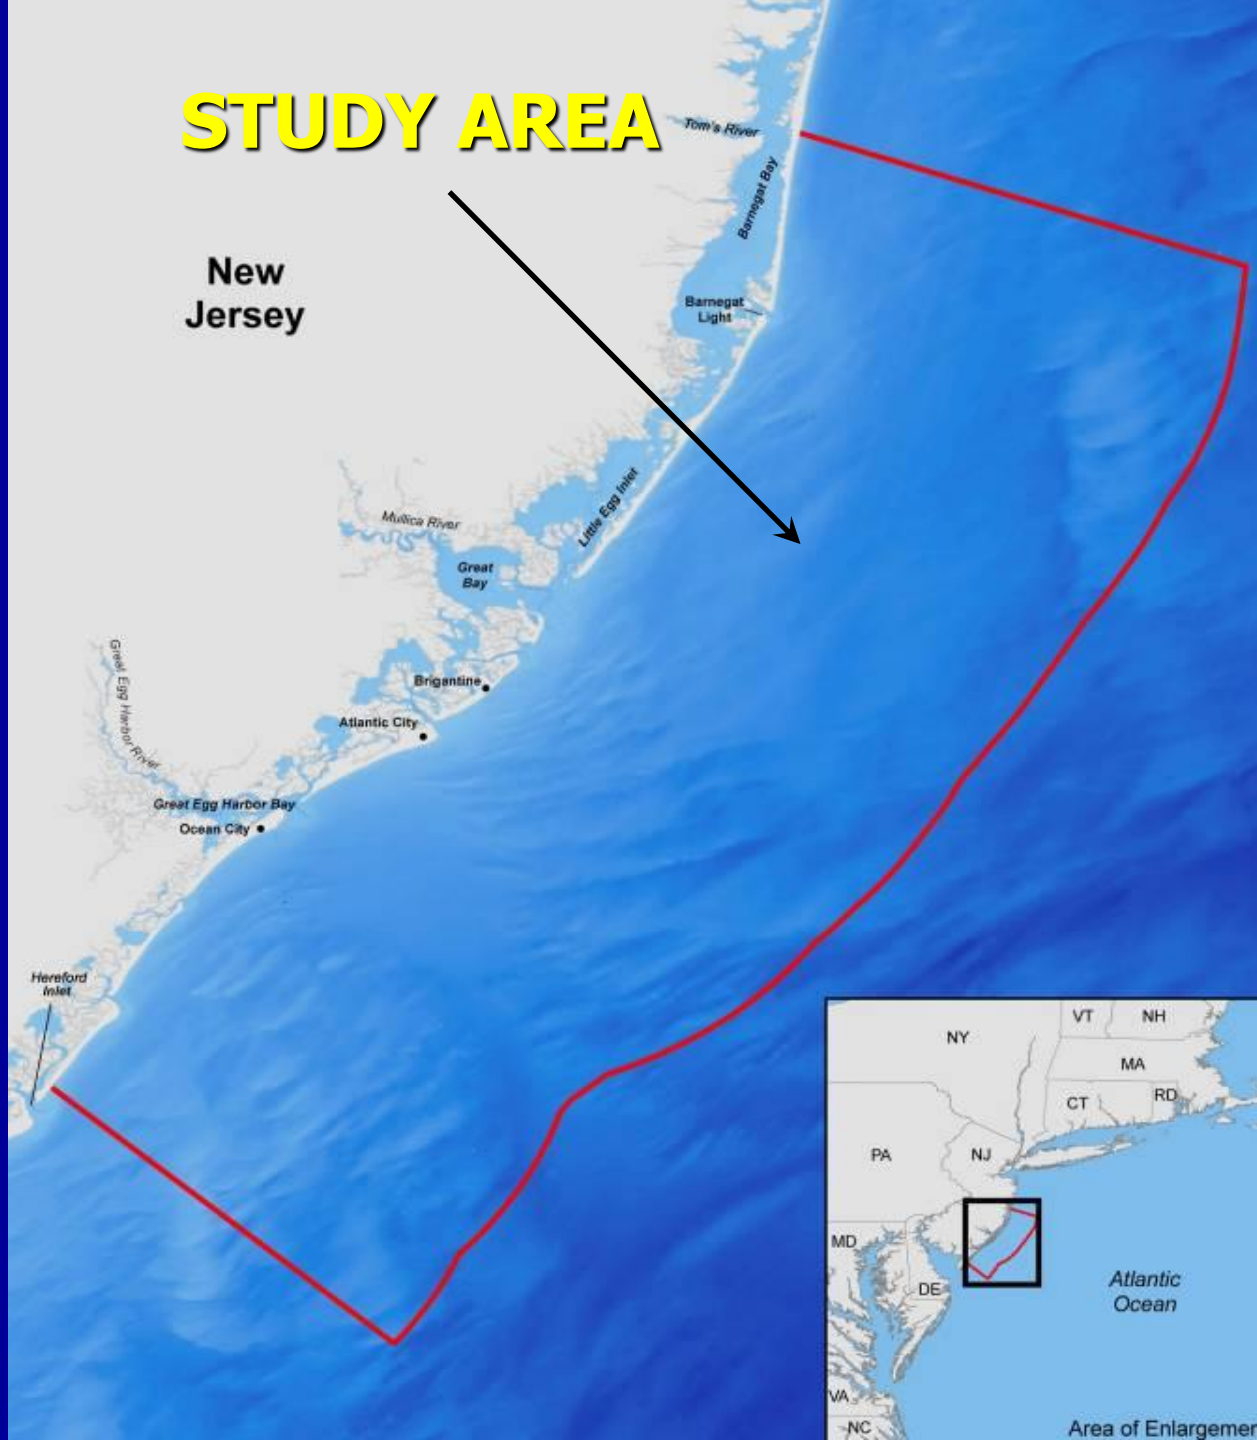 STUDY AREA
Tom's River
Barnegat Bay
New
Jersey
Barnegat
Light
Little Egg Inlet
Mullica River
Great
Bay
Great Egg Harbor River
Brigantine
Atlantic City
Great Egg Harbor Bay
Ocean City
Hereford
Inlet
VT
NH
NY
MA
CT
RD
PA
NJ
MD
DE
Atlantic
Ocean
VA
NC
Area of Enlargemen